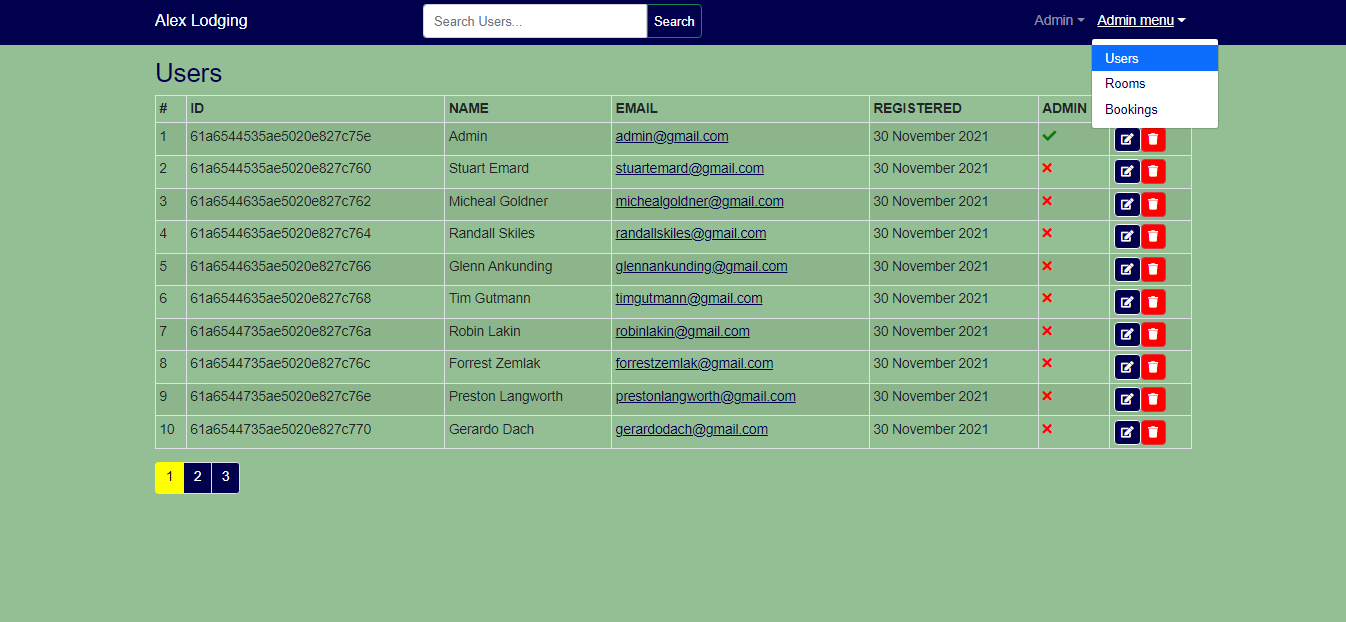 Alex Lodging Search Users... Search Admin Admin menu
Users
Rooms
Bookings
Users
# ID NAME EMAIL REGISTERED ADMIN
1 61a6544535ae5020e827c75e Admin admin@gmail.com 30 November 2021
2 61a6544535ae5020e827c760 Stuart Emard stuartemard@gmail.com 30 November 2021
3 61a6544635ae5020e827c762 Micheal Goldner michealgoldner@gmail.com 30 November 2021
4 61a6544635ae5020e827c764 Randall Skiles randallskiles@gmail.com 30 November 2021
5 61a6544635ae5020e827c766 Glenn Ankunding glennankunding@gmail.com 30 November 2021
6 61a6544635ae5020e827c768 Tim Gutmann timgutmann@gmail.com 30 November 2021
7 61a6544735ae5020e827c76a Robin Lakin robinlakin@gmail.com 30 November 2021
8 61a6544735ae5020e827c76c Forrest Zemlak forrestzemlak@gmail.com 30 November 2021
9 61a6544735ae5020e827c76e Preston Langworth prestonlangworth@gmail.com 30 November 2021
10 61a6544735ae5020e827c770 Gerardo Dach gerardodach@gmail.com 30 November 2021
1 2 3